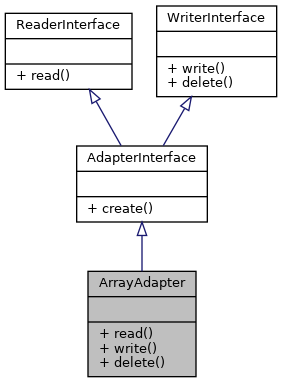 ReaderInterface
+ read()
WriterInterface
+ write()
+ delete()
AdapterInterface
+ create()
ArrayAdapter
+ read()
+ write()
+ delete()